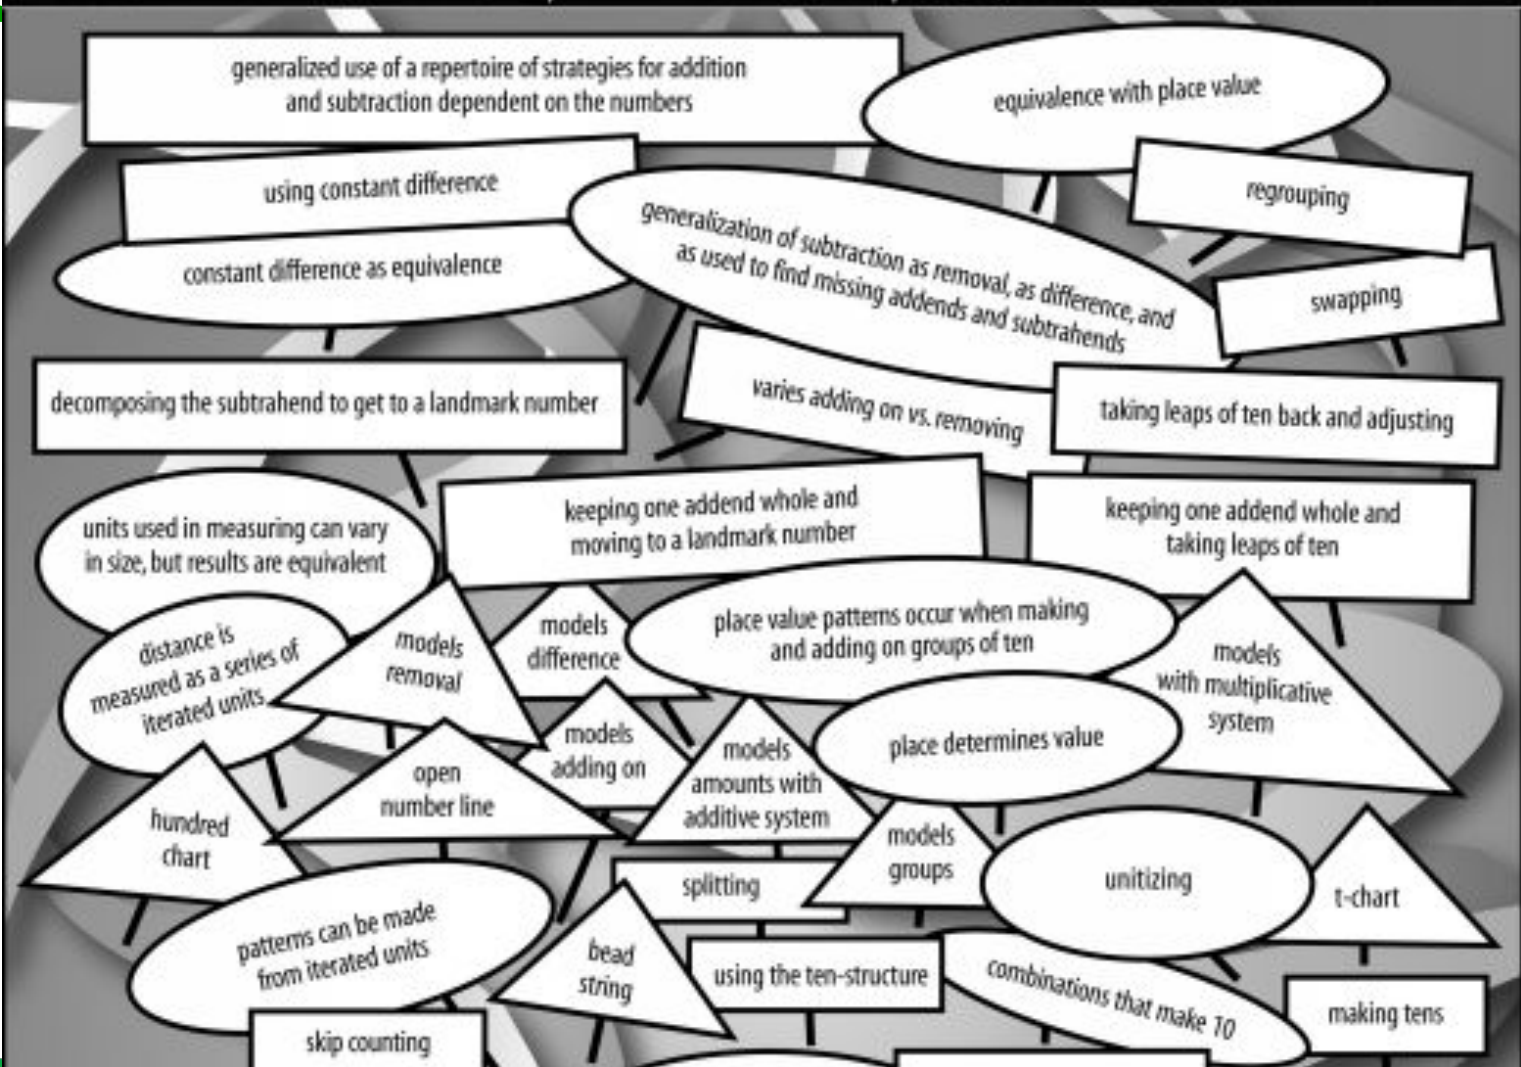 generalized use of a repertoire of strategies for addition
and subtraction dependent on the numbers
equivalence with place value
using constant difference
regrouping
generalization of subtraction as removal, as difference, and
as used to find missing addends and subtrahends
constant difference as equivalence
swapping
decomposing the subtrahend to get to a landmark number
varies adding on vs. removing
taking leaps of ten back and adjusting
units used in measuring can vary
in size, but results are equivalent
keeping one addend whole and
moving to a landmark number
keeping one addend whole and
taking leaps of ten
distance is
measured as a series of
iterated units
models
removal
models
difference
place value patterns occur when making
and adding on groups of ten
models
with multiplicative
system
models
adding on
models
amounts with
additive system
place determines value
open
number line
hundred
chart
models
groups
unitizing
t-chart
splitting
patterns can be made
from iterated units
bead
string
using the ten-structure
combinations that make 10
making tens
skip counting